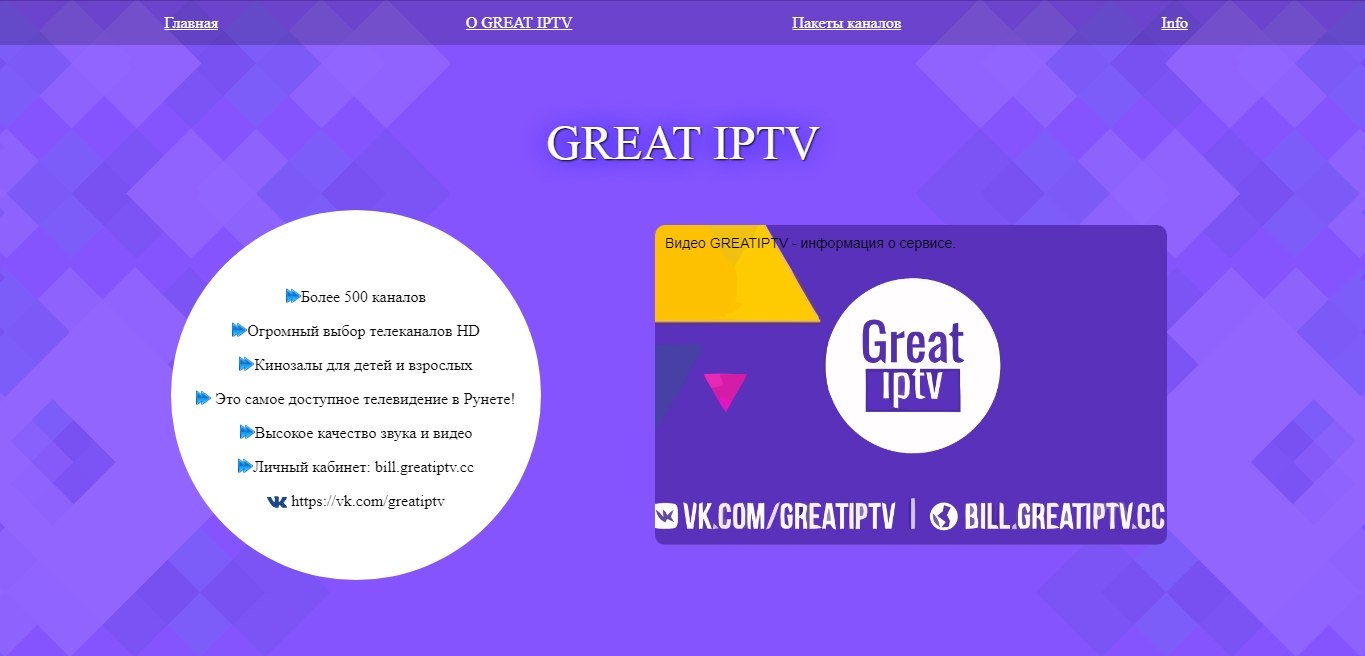 Главная
О GREAT IPTV
Пакеты каналов
Info
GREAT IPTV
Более 500 каналов
Огромный выбор телеканалов HD
Кинозалы для детей и взрослых
Это самое доступное телевидение в Рунете!
Высокое качество звука и видео
Личный кабинет: bill.greatiptv.cc
https://vk.com/greatiptv
Видео GREATIPTV - информация о сервисе.
Great
iptv
VK.COM/GREATIPTV | BILL.GREATIPTV.CC